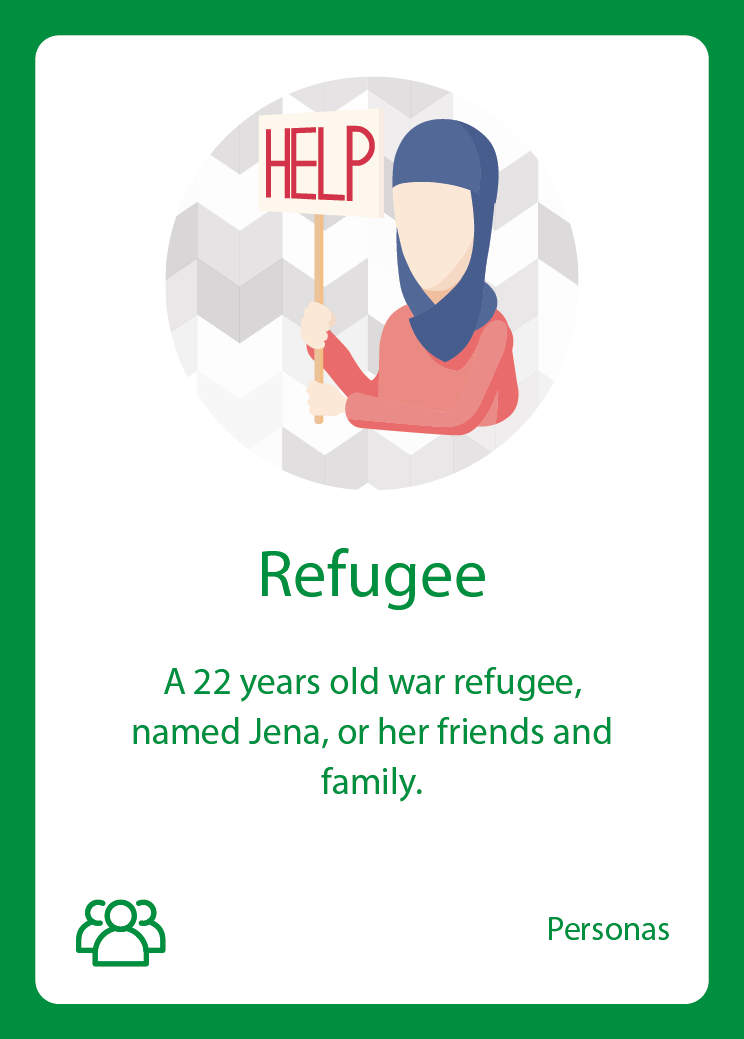 HELP
Refugee
A 22 years old war refugee,
named Jena, or her friends and
family.
Personas